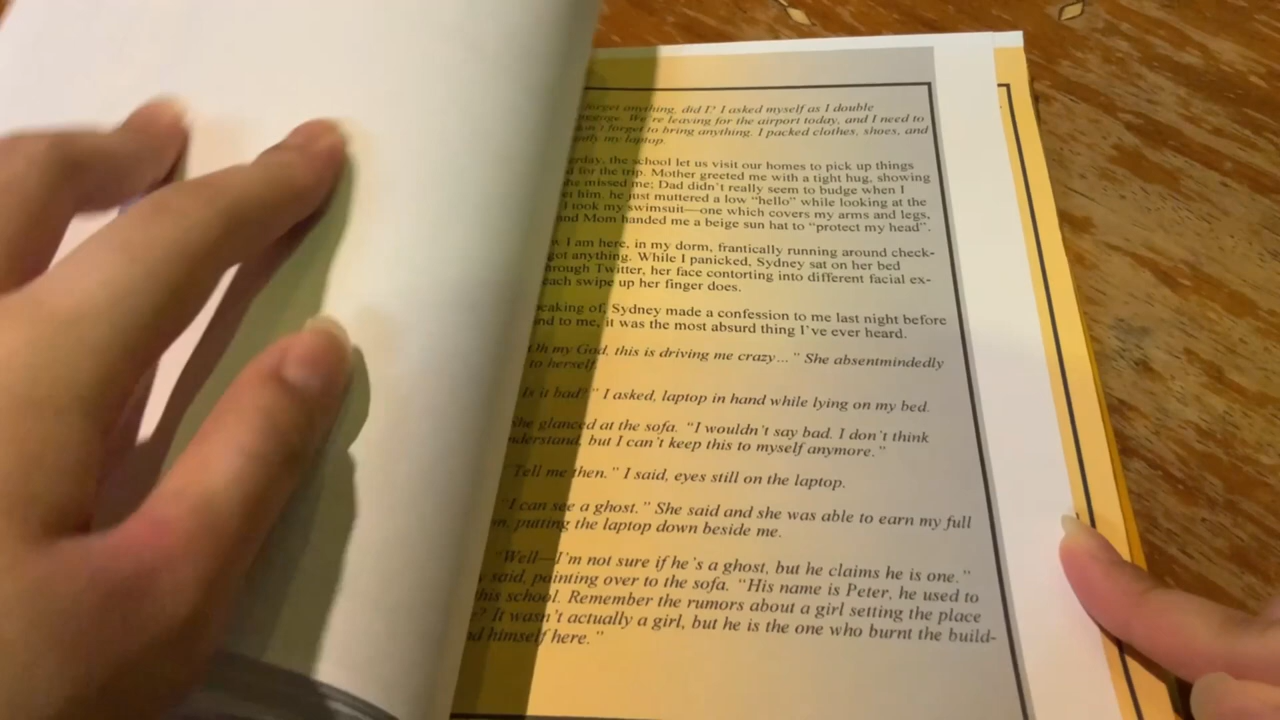 forget anything, did I? I asked myself as I double
luggage. We're leaving for the airport today, and I need to
don't forget to bring anything. I packed clothes, shoes, and
my laptop.
the school let us visit our homes to pick up things
for the trip. Mother greeted me with a tight hug, showing
she missed me; Dad didn't really seem to budge when I
him, he just muttered a low “hello” while looking at the
I took my swimsuit—one which covers my arms and legs,
and Mom handed me a beige sun hat to “protect my head”.
I am here, in my dorm, frantically running around check-
got anything. While I panicked, Sydney sat on her bed
through Twitter, her face contorting into different facial ex-
each swipe up her finger does.
eaking of, Sydney made a confession to me last night before
and to me, it was the most absurd thing I've ever heard.
Oh my God, this is driving me crazy...” She absentmindedly
to herself.
Is it bad?” I asked, laptop in hand while lying on my bed.
She glanced at the sofa. “I wouldn't say bad. I don't think
understand, but I can't keep this to myself anymore.”
“Tell me then.” I said, eyes still on the laptop.
“I can see a ghost.” She said and she was able to earn my full
putting the laptop down beside me.
“Well—I'm not sure if he's a ghost, but he claims he is one.”
said, pointing over to the sofa. “His name is Peter, he used to
this school. Remember the rumors about a girl setting the place
? It wasn't actually a girl, but he is the one who burnt the build-
himself here.”